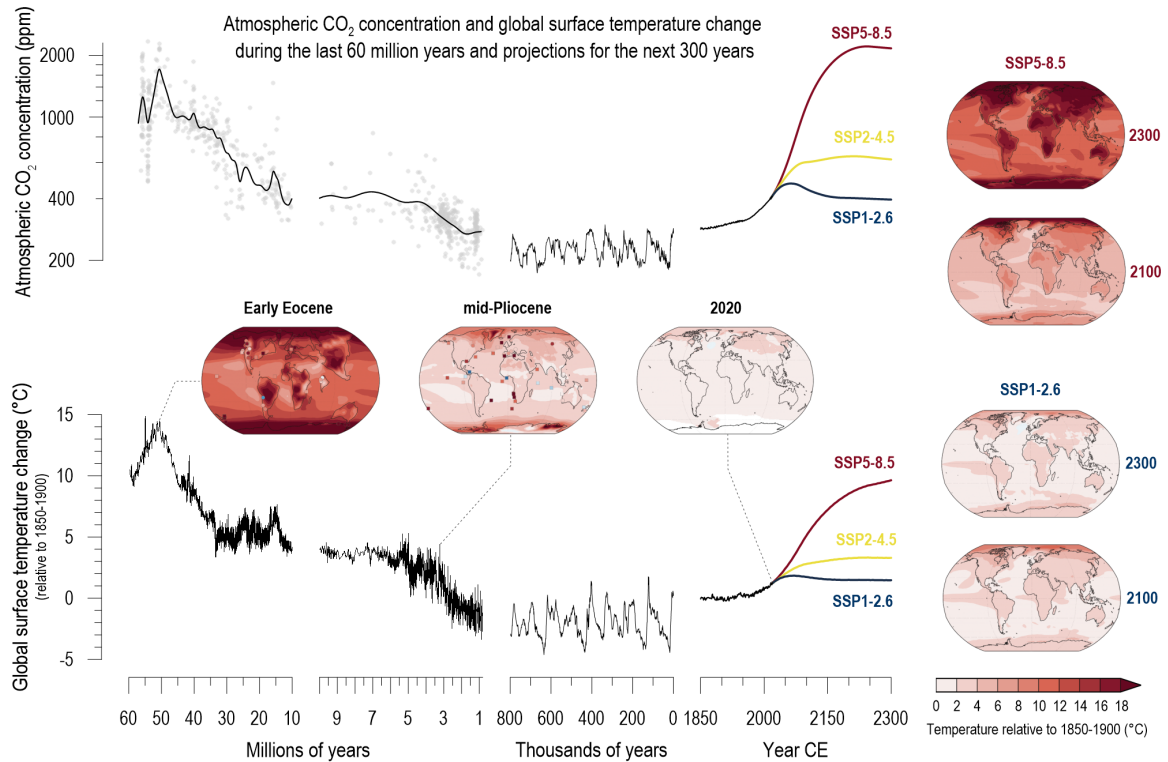 Atmospheric CO2 concentration and global surface temperature change
during the last 60 million years and projections for the next 300 years
Atmospheric CO2 concentration (ppm)
2000
1000
400
200
SSP5-8.5
SSP2-4.5
SSP1-2.6
SSP5-8.5
2300
2100
Early Eocene
mid-Pliocene
2020
Global surface temperature change (°C)
(relative to 1850-1900)
15
10
5
0
-5
SSP5-8.5
SSP2-4.5
SSP1-2.6
SSP1-2.6
2300
2100
60 50 40 30 20 10
9 7 5 3 1
800 600 400 200 0
1850 2000 2150 2300
Millions of years
Thousands of years
Year CE
0 2 4 6 8 10 12 14 16 18
Temperature relative to 1850-1900 (°C)